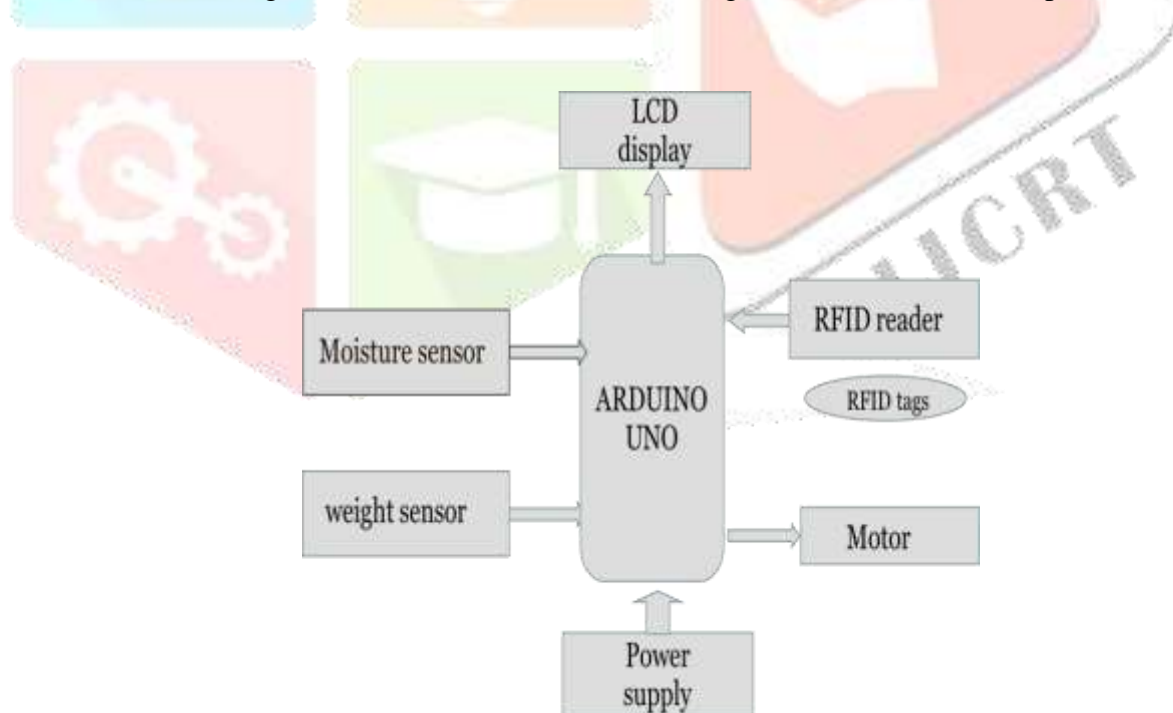 LCD
display
RFID reader
Moisture sensor
ARDUINO
UNO
RFID tags
weight sensor
Motor
Power
supply